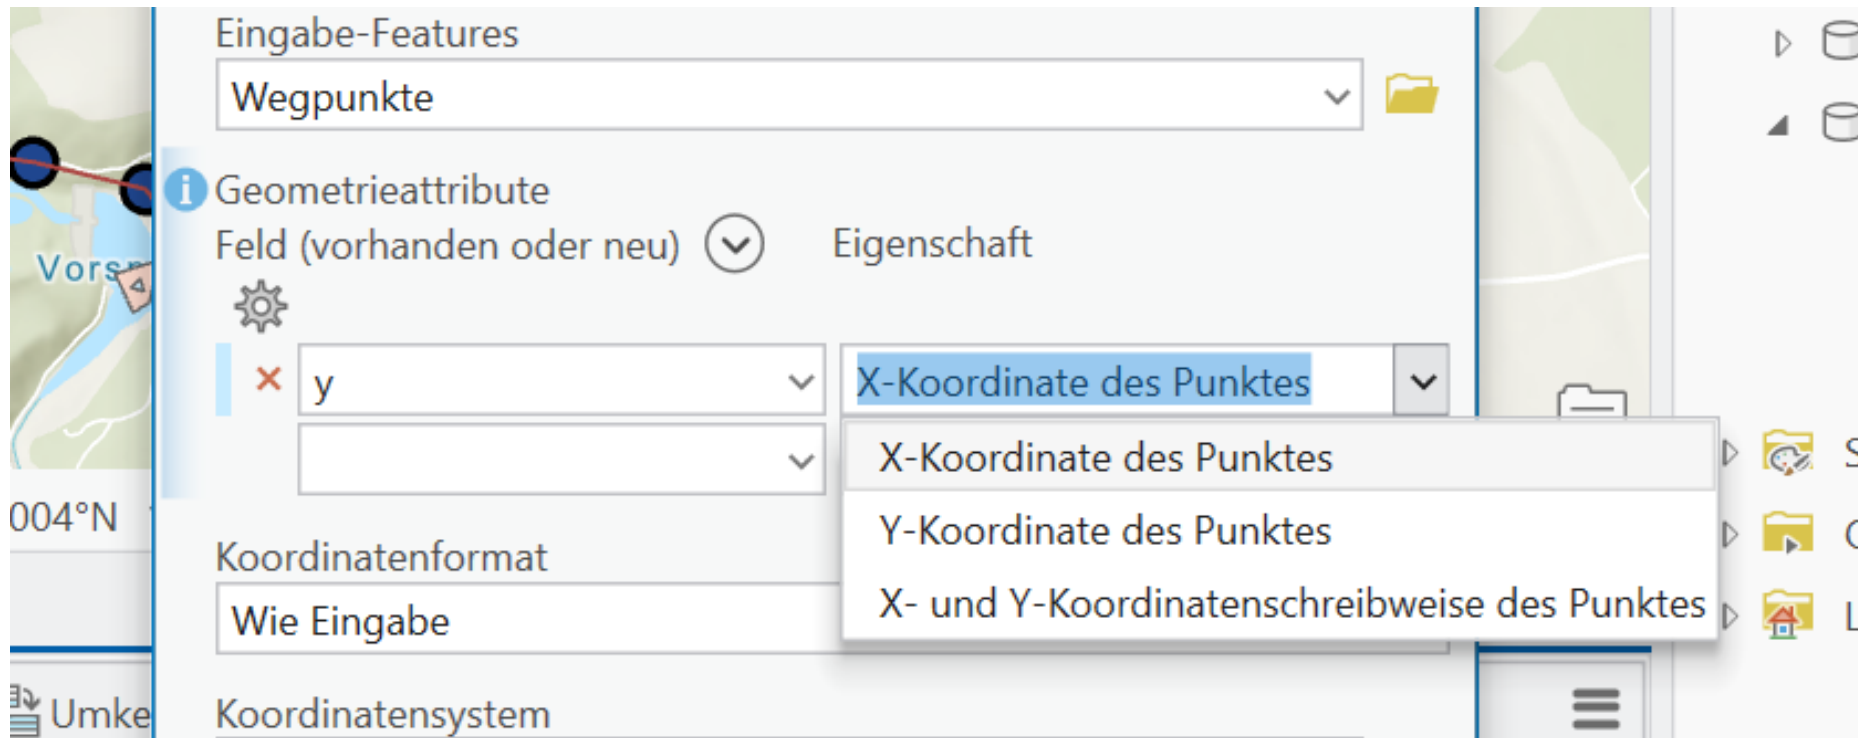 Eingabe-Features
Wegpunkte
Geometrieattribute
Feld (vorhanden oder neu)
Eigenschaft
y
X-Koordinate des Punktes
X-Koordinate des Punktes
Y-Koordinate des Punktes
X- und Y-Koordinatenschreibweise des Punktes
004°N
Koordinatenformat
Wie Eingabe
Umke
Koordinatensystem